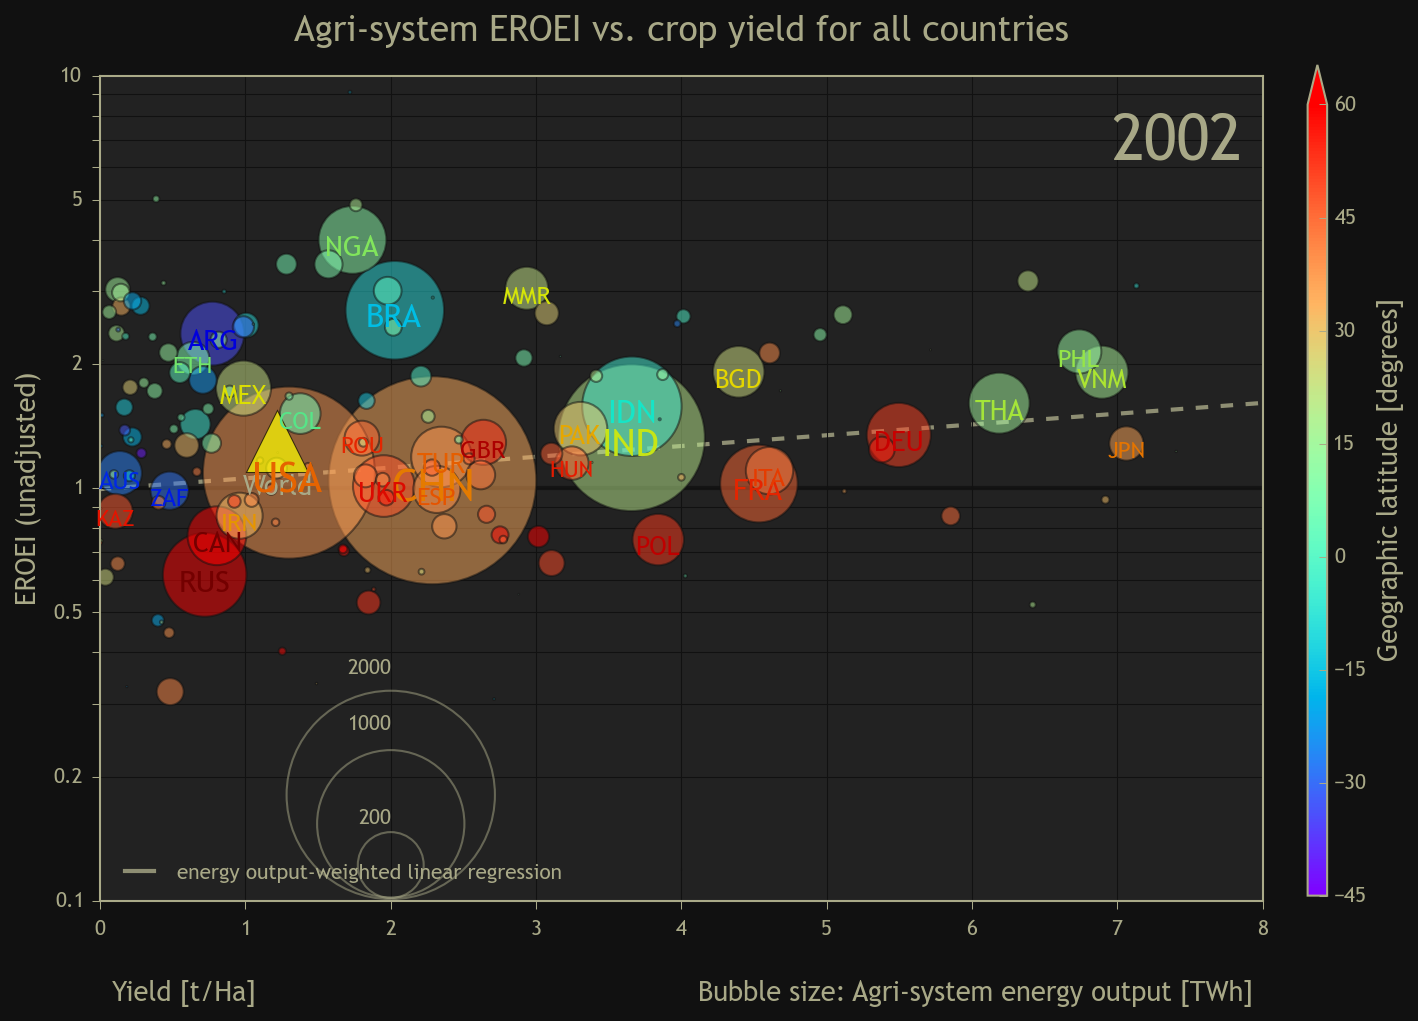 Agri-system EROEI vs. crop yield for all countries
2002
10
5
2
1
0.5
0.2
0.1
EROEI (unadjusted)
NGA
MMR
BRA
ARG
ETH
MEX
COL
PHL
VNM
BGD
THA
IDN
IND
PAK
ROU
GBR
HUN
DEU
JPN
TUR
USA
World
CHN
UKR
ESP
ITA
FRA
AUS
ZAF
KAZ
IRN
CAN
RUS
POL
2000
1000
200
energy output-weighted linear regression
0 1 2 3 4 5 6 7 8
Yield [t/Ha]
Bubble size: Agri-system energy output [TWh]
60
45
30
15
0
−15
−30
−45
Geographic latitude [degrees]